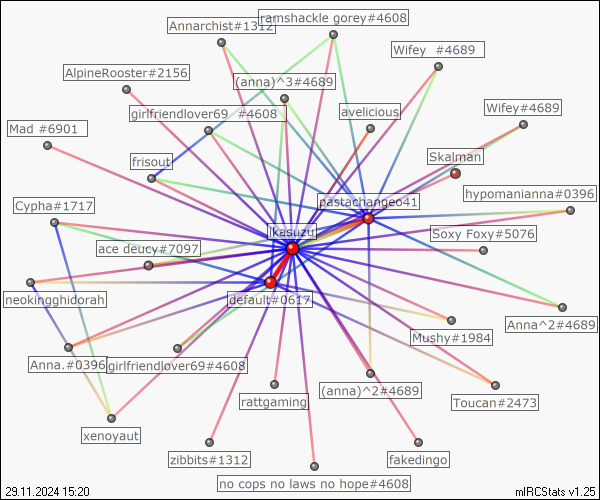 ramshackle gorey#4608
Annarchist#1312
Wifey  #4689
AlpineRooster#2156
(anna)^3#4689
girlfriendlover69  #4608
avelicious
Wifey#4689
Mad  #6901
frisout
Skalman
pastachangeo41
hypomanianna#0396
Cypha#1717
ikasuzu
Soxy Foxy#5076
ace deucy#7097
neokingghidorah
default#0617
Anna^2#4689
Mushy#1984
Anna.#0396
girlfriendlover69#4608
(anna)^2#4689
rattgaming
Toucan#2473
xenoyaut
zibbits#1312
fakedingo
no cops no laws no hope#4608
29.11.2024 15:20
mIRCStats v1.25